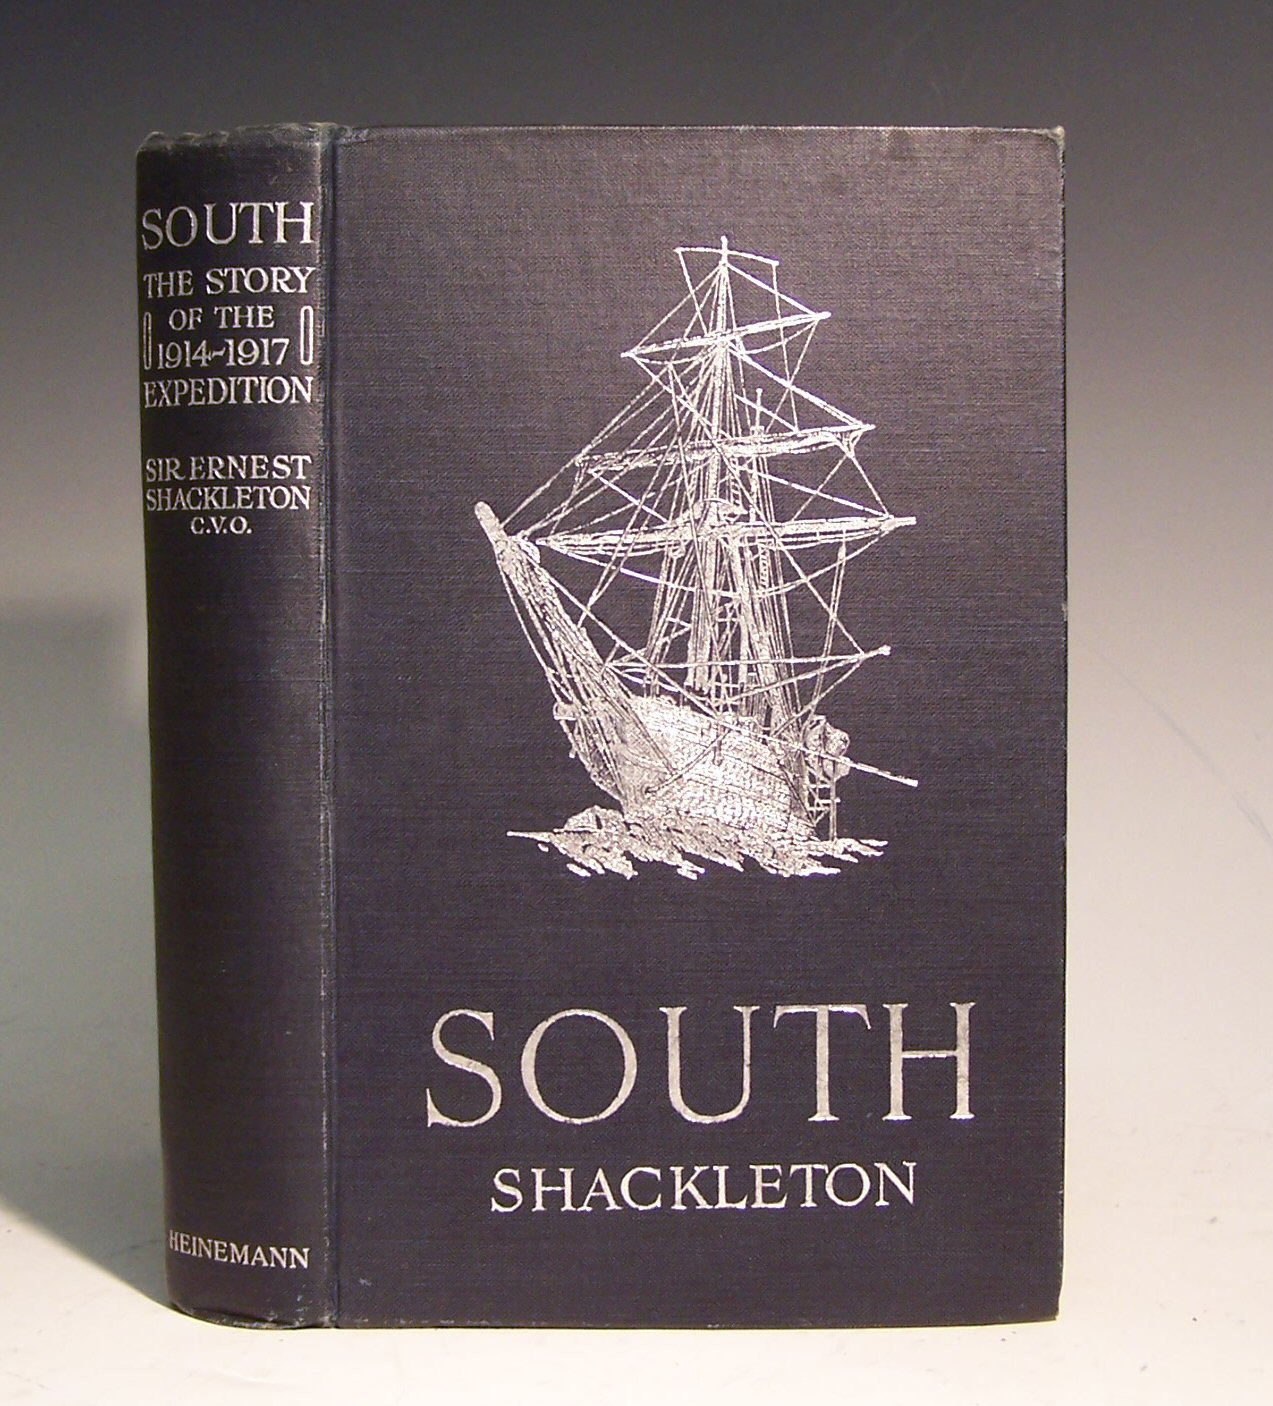 SOUTH
THE STORY
OF THE
1914-1917
EXPEDITION
SIR ERNEST
SHACKLETON
C.V.O.
HEINEMANN
SOUTH
SHACKLETON